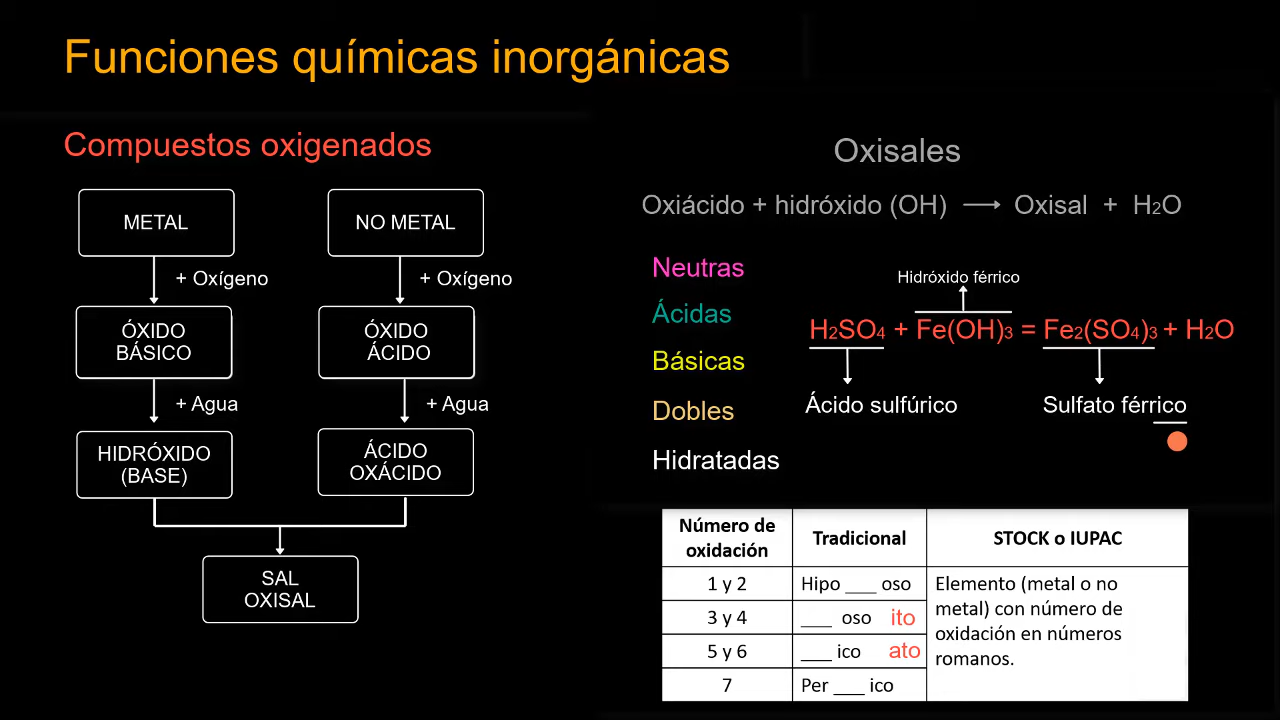 Funciones químicas inorgánicas
Compuestos oxigenados
METAL
NO METAL
+ Oxígeno
+ Oxígeno
ÓXIDO
BÁSICO
ÓXIDO
ÁCIDO
+ Agua
+ Agua
HIDRÓXIDO
(BASE)
ÁCIDO
OXÁCIDO
SAL
OXISAL
Oxisales
Oxiácido + hidróxido (OH) ⟶ Oxisal + H₂O
Neutras
Ácidas
Básicas
Dobles
Hidratadas
Hidróxido férrico
H₂SO₄ + Fe(OH)₃ = Fe₂(SO₄)₃ + H₂O
Ácido sulfúrico
Sulfato férrico
Número de
oxidación
Tradicional
STOCK o IUPAC
1 y 2
Hipo ___ oso
3 y 4
___ oso ito
5 y 6
___ ico ato
7
Per ___ ico
Elemento (metal o no
metal) con número de
oxidación en números
romanos.